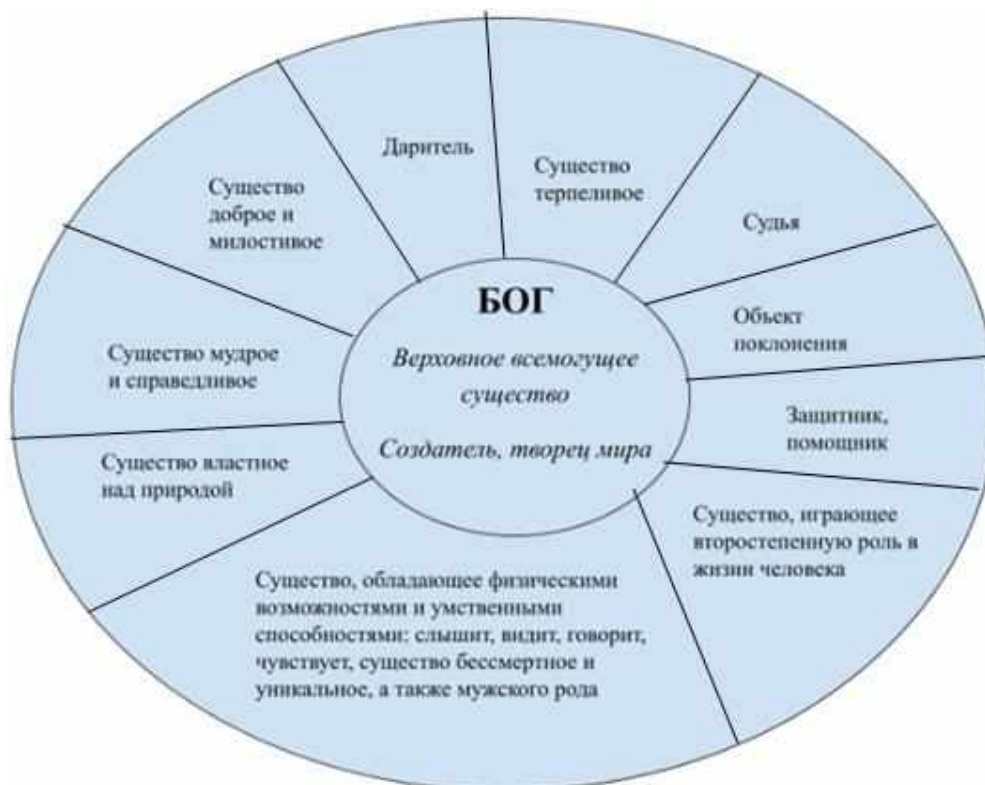 Даритель
Существо
терпеливое
Судья
Объект
поклонения
Защитник,
помощник
Существо, играющее
второстепенную роль в
жизни человека
Существо, обладающее физическими
возможностями и умственными
способностями: слышит, видит, говорит,
чувствует, существо бессмертное и
уникальное, а также мужского рода
Существо властное
над природой
Существо мудрое
и справедливое
Существо
доброе и
милостивое
БОГ
Верховное всемогущее
существо
Создатель, творец мира